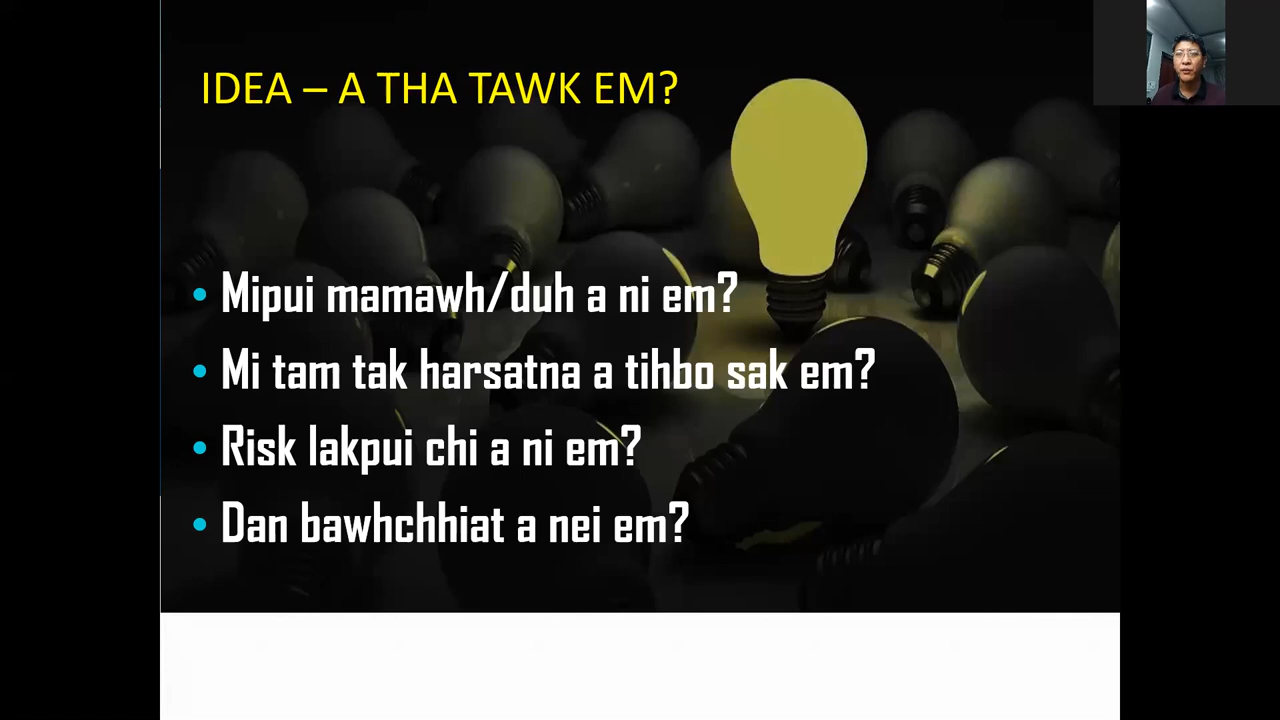 IDEA – A THA TAWK EM?
• Mipui mamawh/duh a ni em?
• Mi tam tak harsatna a tihbo sak em?
• Risk lakpui chi a ni em?
• Dan bawhchhiat a nei em?